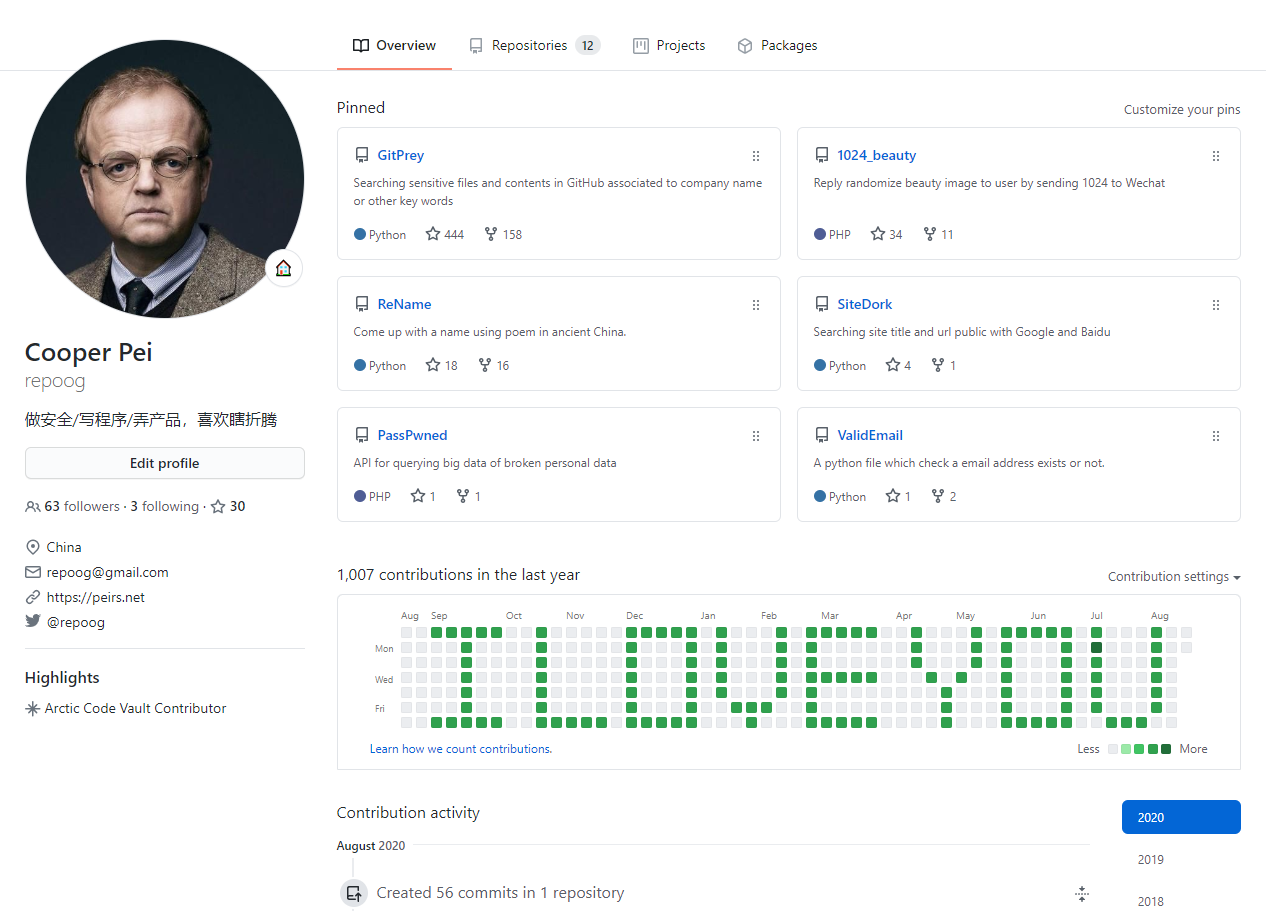 Overview
Repositories 12
Projects
Packages
Cooper Pei
repoog
做安全/写程序/弄产品，喜欢瞎折腾
Edit profile
63 followers · 3 following · 30
China
repoog@gmail.com
https://peirs.net
@repoog
Highlights
Arctic Code Vault Contributor
Pinned
Customize your pins
GitPrey
Searching sensitive files and contents in GitHub associated to company name
or other key words
Python 444 158
1024_beauty
Reply randomize beauty image to user by sending 1024 to Wechat
PHP 34 11
ReName
Come up with a name using poem in ancient China.
Python 18 16
SiteDork
Searching site title and url public with Google and Baidu
Python 4 1
PassPwned
API for querying big data of broken personal data
PHP 1 1
ValidEmail
A python file which check a email address exists or not.
Python 1 2
1,007 contributions in the last year
Contribution settings
Aug Sep Oct Nov Dec Jan Feb Mar Apr May Jun Jul Aug
Mon
Wed
Fri
Learn how we count contributions.
Less More
Contribution activity
2020
August 2020
2019
Created 56 commits in 1 repository
2018